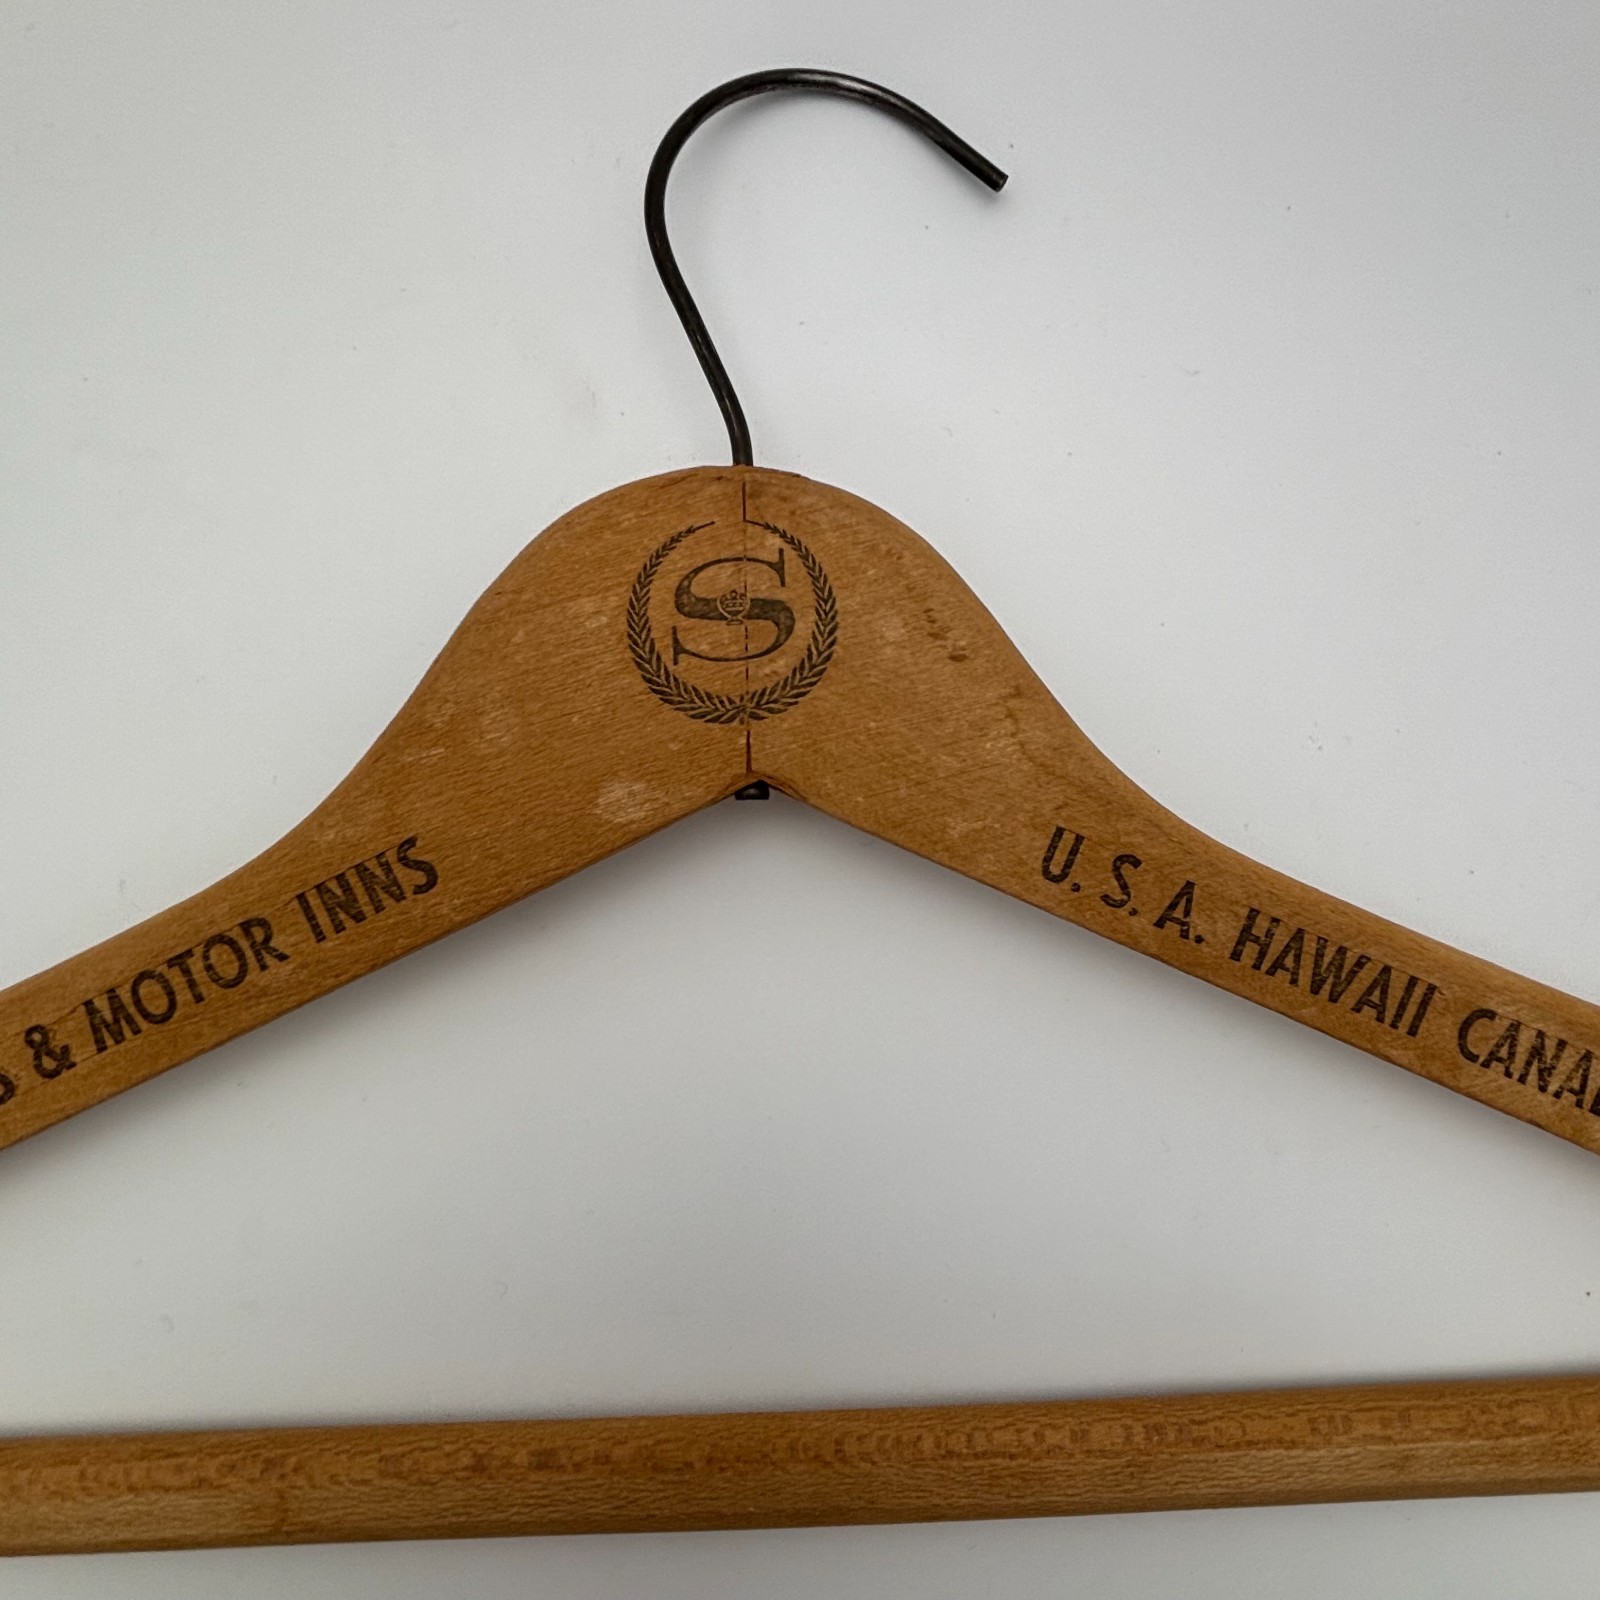 S
& MOTOR INNS
U. S. A. HAWAII